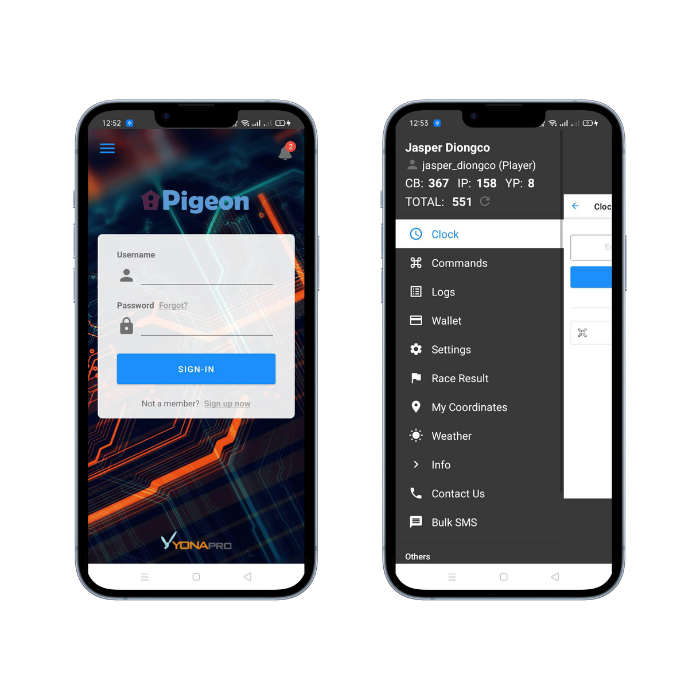 12:52
2
Pigeon
Username
Password Forgot?
SIGN-IN
Not a member? Sign up now
YONAPRO
12:53
Jasper Diongco
jasper_diongco (Player)
CB: 367 IP: 158 YP: 8
TOTAL: 551
Clock
Commands
Logs
Wallet
Settings
Race Result
My Coordinates
Weather
Info
Contact Us
Bulk SMS
Others
Cloc